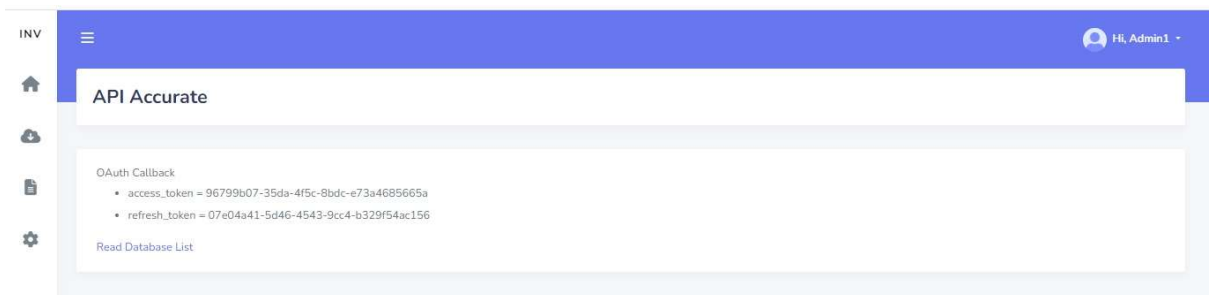 INV
Hi, Admin1
API Accurate
OAuth Callback
• access_token = 96799b07-35da-4f5c-8bdc-e73a4685665a
• refresh_token = 07e04a41-5d46-4543-9cc4-b329f54ac156
Read Database List